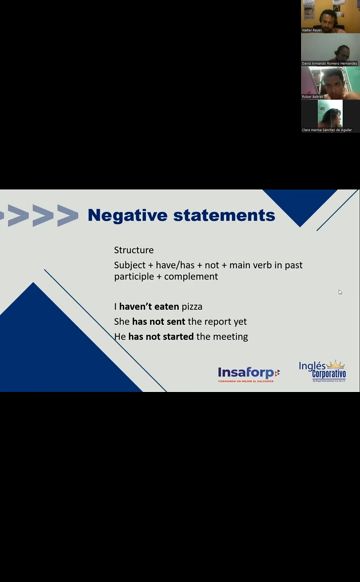 >>>> Negative statements
Structure
Subject + have/has + not + main verb in past
participle + complement
I haven't eaten pizza
She has not sent the report yet
He has not started the meeting
Insaforp
Inglés
Corporativo